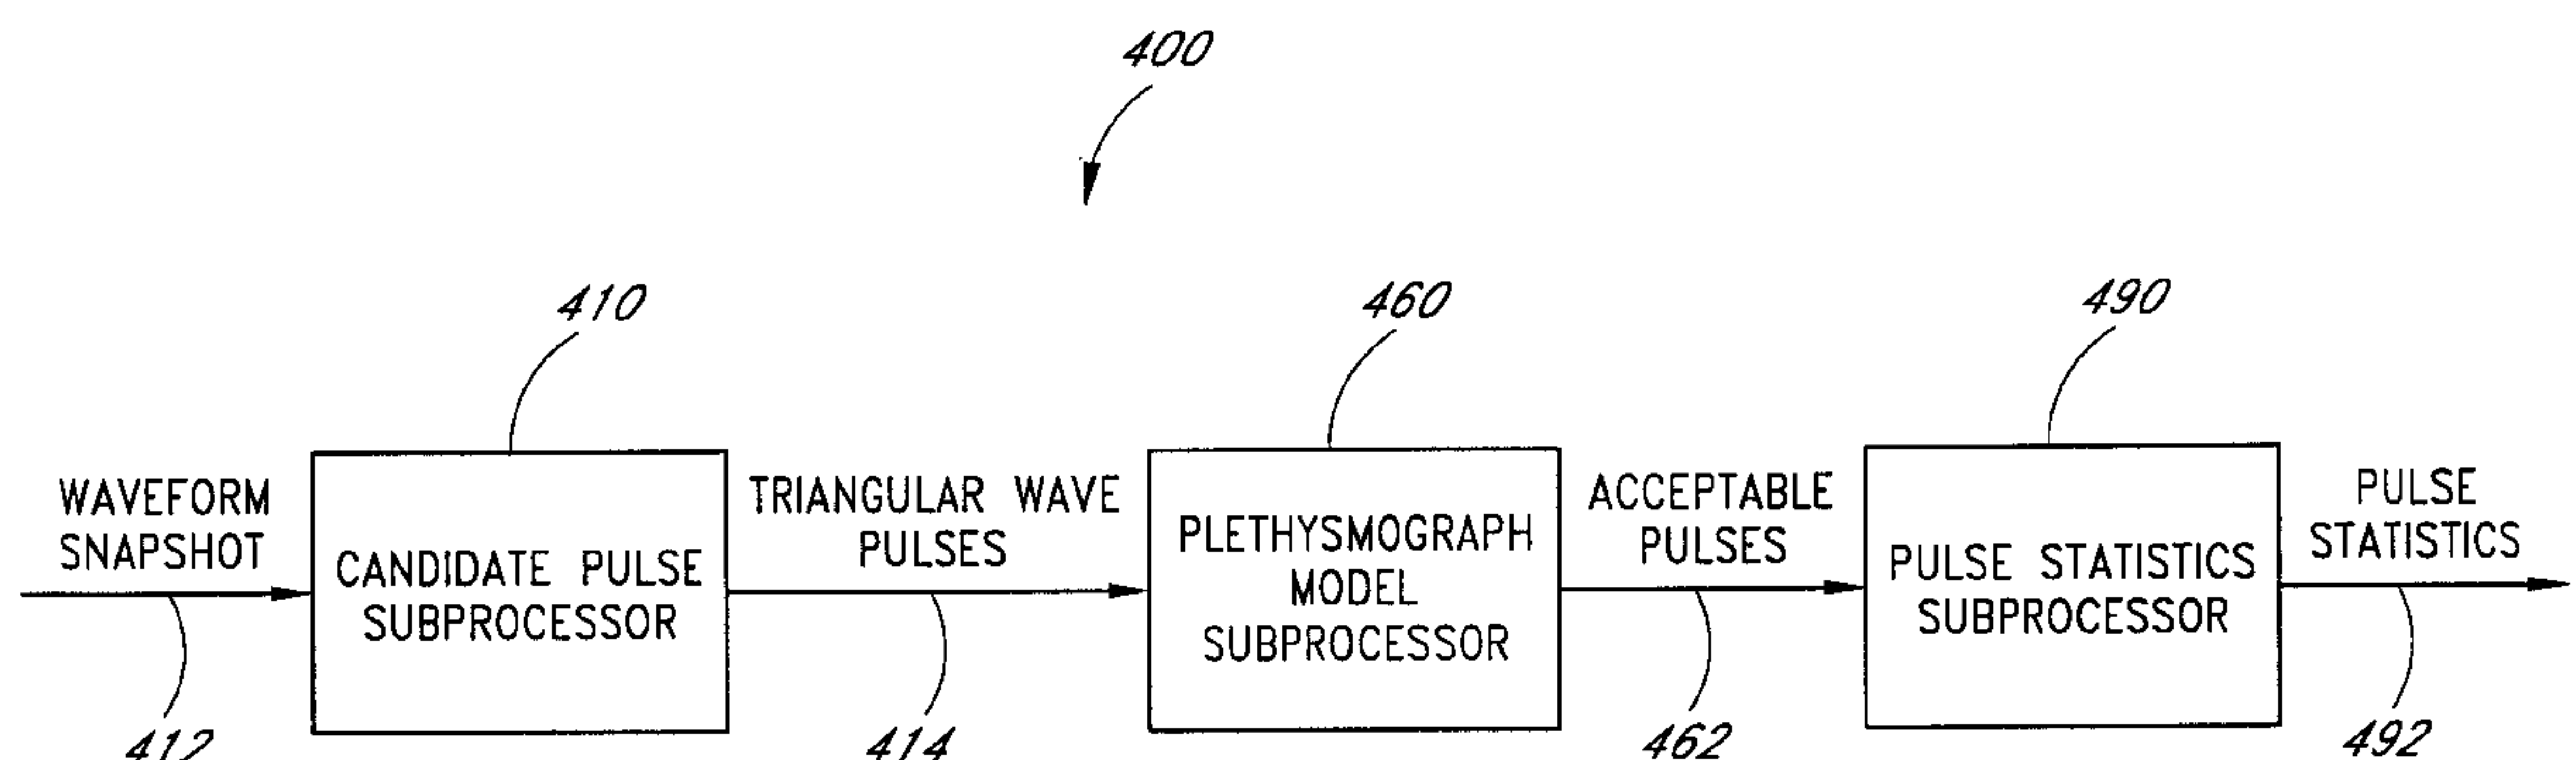 400
410
460
490
WAVEFORM
SNAPSHOT
CANDIDATE PULSE
SUBPROCESSOR
TRIANGULAR WAVE
PULSES
PLETHYSMOGRAPH
MODEL
SUBPROCESSOR
ACCEPTABLE
PULSES
PULSE STATISTICS
SUBPROCESSOR
PULSE
STATISTICS
412
414
462
492